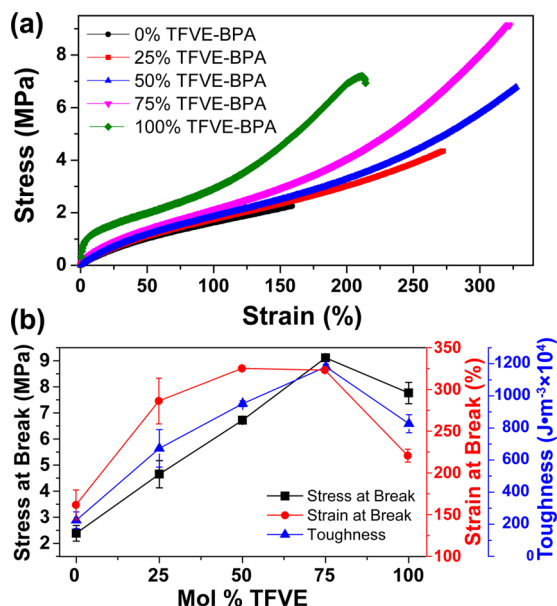 (a)
0% TFVE-BPA
25% TFVE-BPA
50% TFVE-BPA
75% TFVE-BPA
100% TFVE-BPA
Stress (MPa)
8
6
4
2
0
0 50 100 150 200 250 300
Strain (%)
(b)
Stress at Break (MPa)
9
8
7
6
5
4
3
2
Stress at Break
Strain at Break
Toughness
0 25 50 75 100
Mol % TFVE
350
300
250
200
150
100
Strain at Break (%)
1200
1000
800
600
400
200
0
Toughness (J•m⁻³×10⁴)